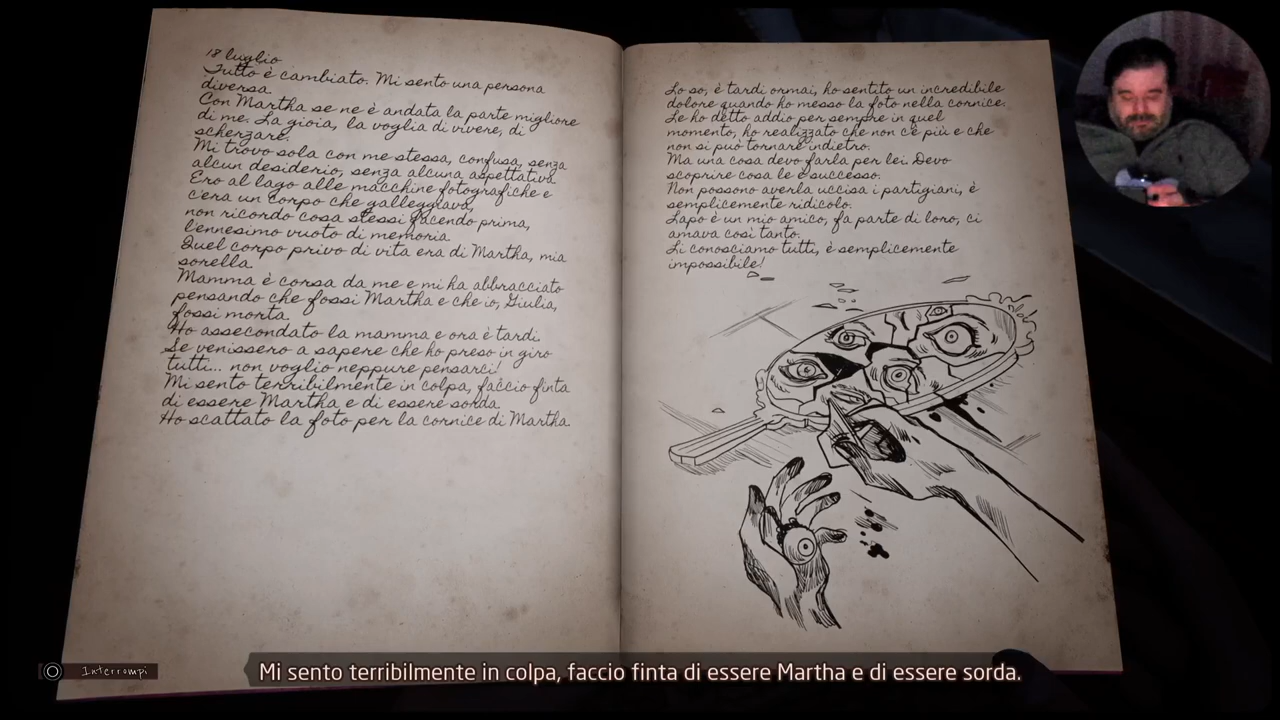 18 luglio
Tutto è cambiato. Mi sento una persona
diversa.
Con Martha se ne è andata la parte migliore
di me. La gioia, la voglia di vivere, di
scherzare.
Mi trovo sola con me stessa, confusa, senza
alcun desiderio, senza alcuna aspettativa.
Ero al lago alle macchine fotografiche e
c'era un corpo che galleggiava,
non ricordo cosa stessi facendo prima,
l'ennesimo vuoto di memoria.
Quel corpo privo di vita era di Martha, mia
sorella.
Mamma è corsa da me e mi ha abbracciato
pensando che fossi Martha e che io, Giulia,
fossi morta.
Ho assecondato la mamma e ora è tardi.
Se venissero a sapere che ho preso in giro
tutti... non voglio neppure pensarci!
Mi sento terribilmente in colpa, faccio finta
di essere Martha e di essere sorda.
Ho scattato la foto per la cornice di Martha.
Lo so, è tardi ormai, ho sentito un incredibile
dolore quando ho messo la foto nella cornice.
Le ho detto addio per sempre in quel
momento, ho realizzato che non c'è più e che
non si può tornare indietro.
Ma una cosa devo farla per lei. Devo
scoprire cosa le è successo.
Non possono averla uccisa i partigiani, è
semplicemente ridicolo.
Lapo è un mio amico, fa parte di loro, ci
amava così tanto.
Li conosciamo tutti, è semplicemente
impossibile!
Interrompi
Mi sento terribilmente in colpa, faccio finta di essere Martha e di essere sorda.